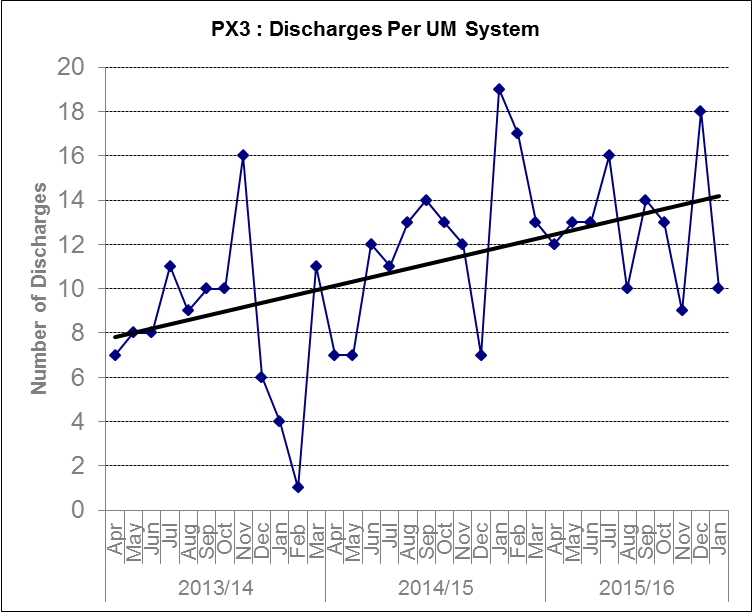 PX3 : Discharges Per UM System
Number of Discharges
20
18
16
14
12
10
8
6
4
2
0
Apr May Jun Jul Aug Sep Oct Nov Dec Jan Feb Mar Apr May Jun Jul Aug Sep Oct Nov Dec Jan Feb Mar Apr May Jun Jul Aug Sep Oct Nov Dec Jan
2013/14 2014/15 2015/16